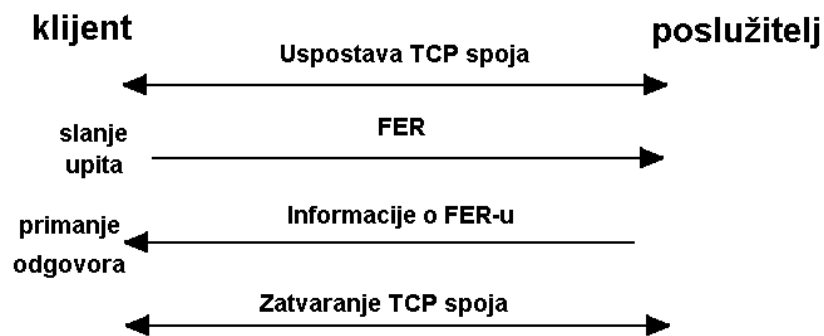 klijent
poslužitelj
Uspostava TCP spoja
slanje
upita
FER
primanje
odgovora
Informacije o FER-u
Zatvaranje TCP spoja